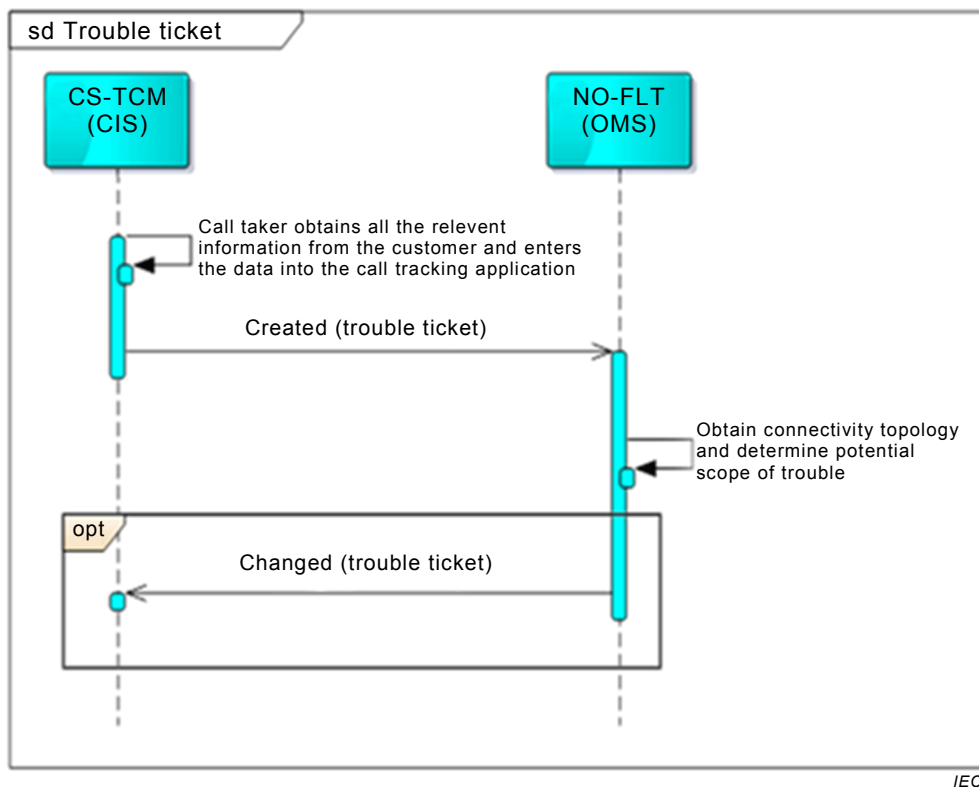 sd Trouble ticket
CS-TCM
(CIS)
NO-FLT
(OMS)
Call taker obtains all the relevent
information from the customer and enters
the data into the call tracking application
Created (trouble ticket)
Obtain connectivity topology
and determine potential
scope of trouble
opt
Changed (trouble ticket)
IEC